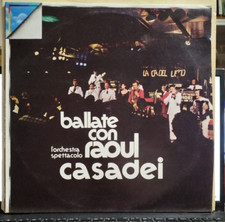 ballate
con
l'orchestra
spettacolo
raoul
casadei